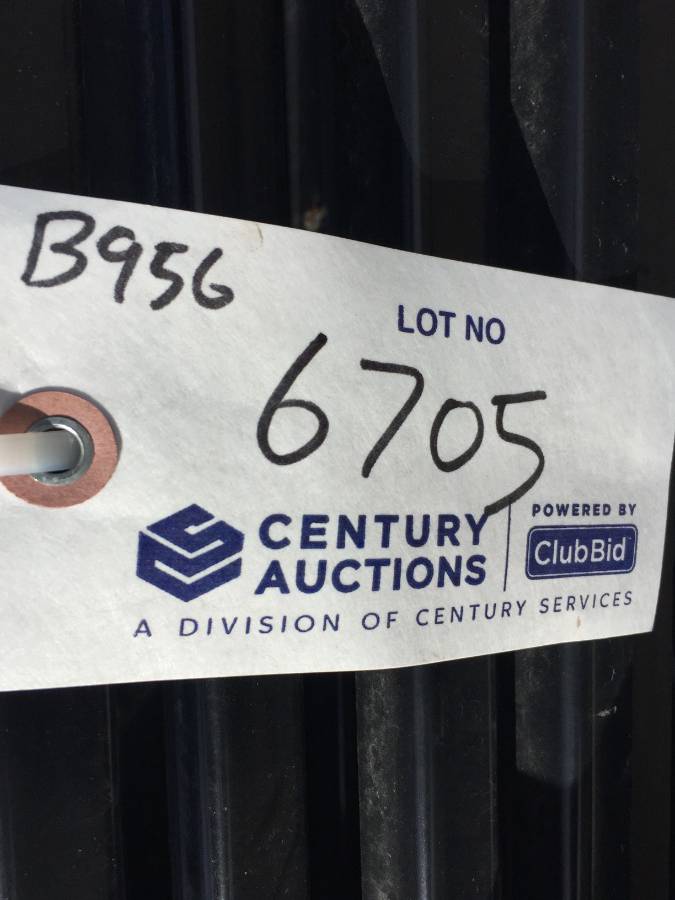 B956
LOT NO
6705
CENTURY AUCTIONS
POWERED BY
ClubBid
A DIVISION OF CENTURY SERVICES